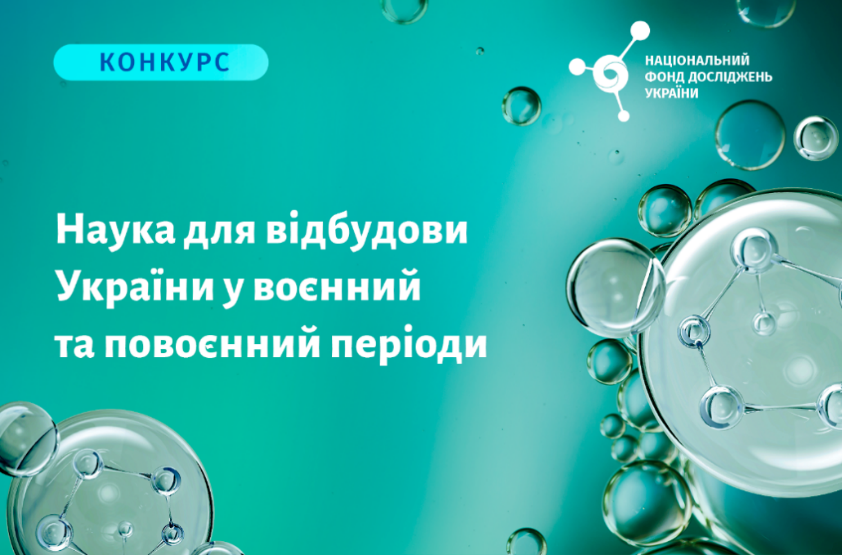 КОНКУРС
НАЦІОНАЛЬНИЙ
ФОНД ДОСЛІДЖЕНЬ
УКРАЇНИ
Наука для відбудови
України у воєнний
та повоєнний періоди